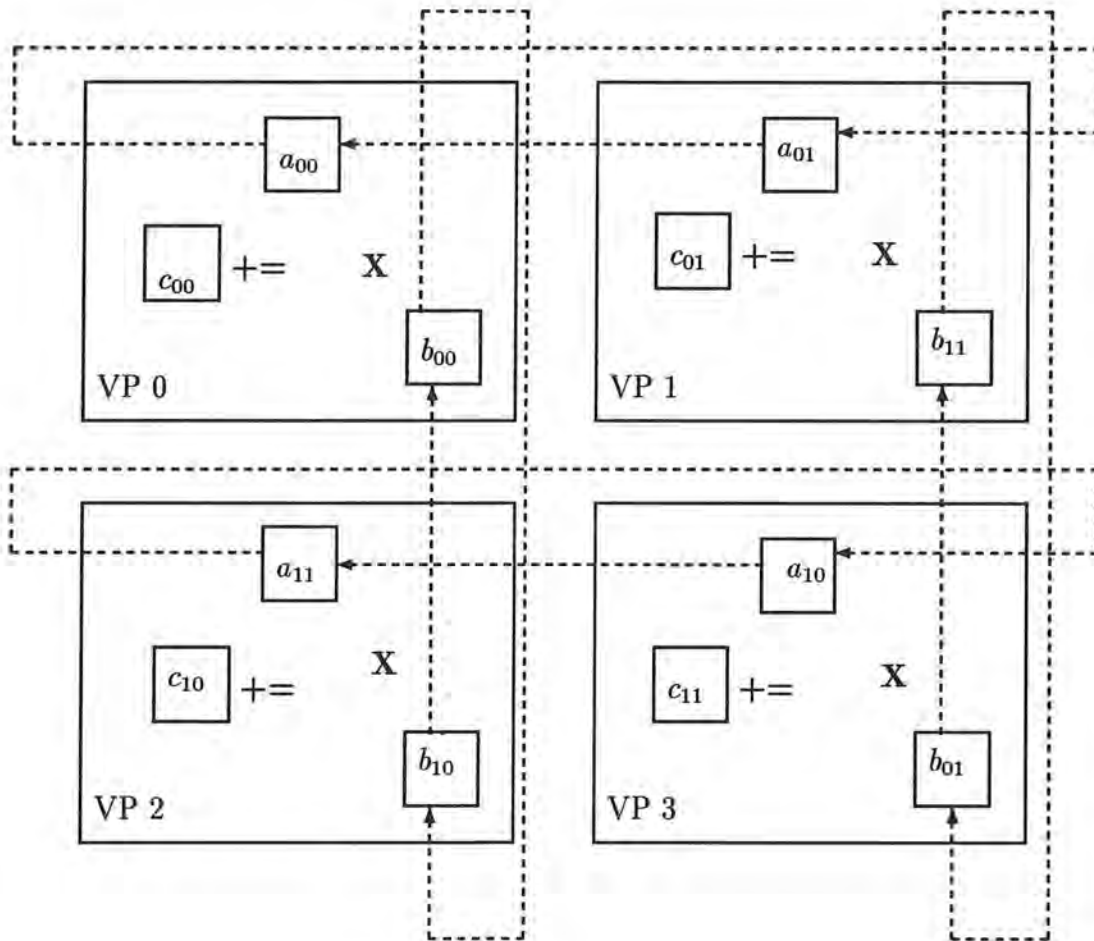 a₀₀
c₀₀ += X
b₀₀
VP 0
a₀₁
c₀₁ += X
b₁₁
VP 1
a₁₁
c₁₀ += X
b₁₀
VP 2
a₁₀
c₁₁ += X
b₀₁
VP 3